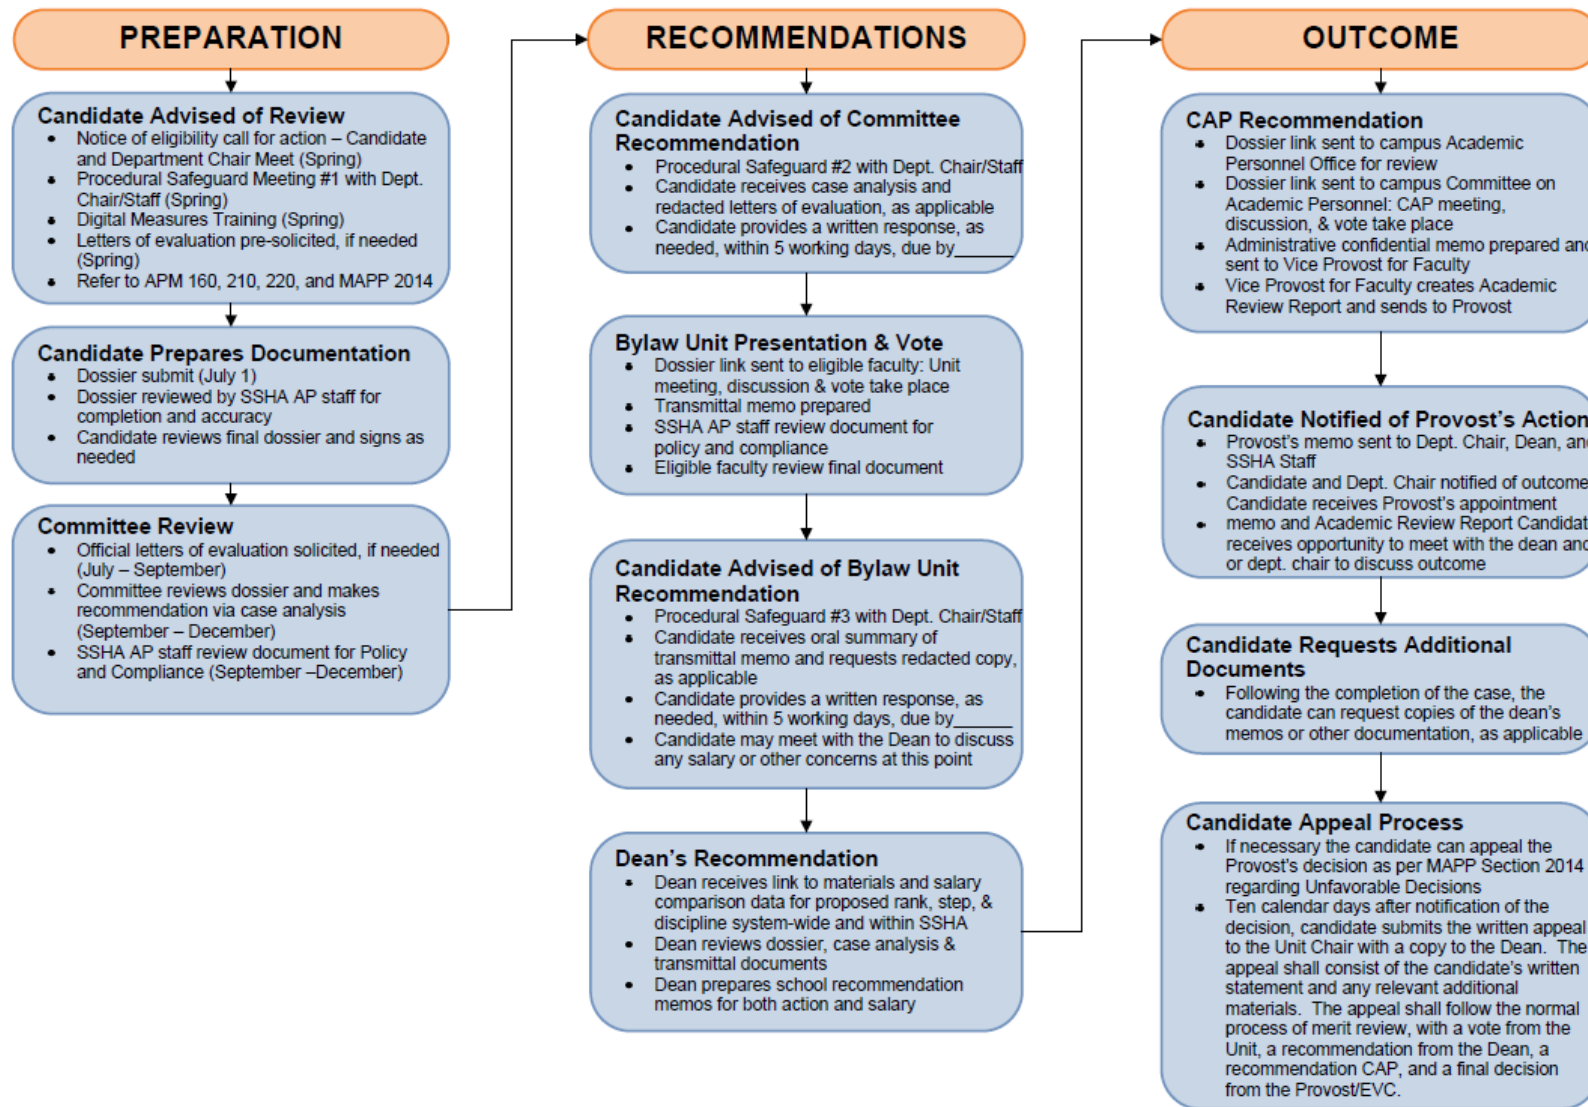 PREPARATION
Candidate Advised of Review
• Notice of eligibility call for action – Candidate
and Department Chair Meet (Spring)
• Procedural Safeguard Meeting #1 with Dept.
Chair/Staff (Spring)
• Digital Measures Training (Spring)
• Letters of evaluation pre-solicited, if needed
(Spring)
• Refer to APM 160, 210, 220, and MAPP 2014
Candidate Prepares Documentation
• Dossier submit (July 1)
• Dossier reviewed by SSHA AP staff for
completion and accuracy
• Candidate reviews final dossier and signs as
needed
Committee Review
• Official letters of evaluation solicited, if needed
(July – September)
• Committee reviews dossier and makes
recommendation via case analysis
(September – December)
• SSHA AP staff review document for Policy
and Compliance (September –December)
RECOMMENDATIONS
Candidate Advised of Committee
Recommendation
• Procedural Safeguard #2 with Dept. Chair/Staff
• Candidate receives case analysis and
redacted letters of evaluation, as applicable
• Candidate provides a written response, as
needed, within 5 working days, due by______
Bylaw Unit Presentation & Vote
• Dossier link sent to eligible faculty: Unit
meeting, discussion & vote take place
• Transmittal memo prepared
• SSHA AP staff review document for
policy and compliance
• Eligible faculty review final document
Candidate Advised of Bylaw Unit
Recommendation
• Procedural Safeguard #3 with Dept. Chair/Staff
• Candidate receives oral summary of
transmittal memo and requests redacted copy,
as applicable
• Candidate provides a written response, as
needed, within 5 working days, due by______
• Candidate may meet with the Dean to discuss
any salary or other concerns at this point
Dean's Recommendation
• Dean receives link to materials and salary
comparison data for proposed rank, step, &
discipline system-wide and within SSHA
• Dean reviews dossier, case analysis &
transmittal documents
• Dean prepares school recommendation
memos for both action and salary
OUTCOME
CAP Recommendation
• Dossier link sent to campus Academic
Personnel Office for review
• Dossier link sent to campus Committee on
Academic Personnel: CAP meeting,
discussion, & vote take place
• Administrative confidential memo prepared and
sent to Vice Provost for Faculty
• Vice Provost for Faculty creates Academic
Review Report and sends to Provost
Candidate Notified of Provost's Action
• Provost's memo sent to Dept. Chair, Dean, and
SSHA Staff
• Candidate and Dept. Chair notified of outcome
Candidate receives Provost's appointment
• memo and Academic Review Report Candidat
receives opportunity to meet with the dean and
or dept. chair to discuss outcome
Candidate Requests Additional
Documents
• Following the completion of the case, the
candidate can request copies of the dean's
memos or other documentation, as applicable
Candidate Appeal Process
• If necessary the candidate can appeal the
Provost's decision as per MAPP Section 2014
regarding Unfavorable Decisions
• Ten calendar days after notification of the
decision, candidate submits the written appeal
to the Unit Chair with a copy to the Dean. The
appeal shall consist of the candidate's written
statement and any relevant additional
materials. The appeal shall follow the normal
process of merit review, with a vote from the
Unit, a recommendation from the Dean, a
recommendation CAP, and a final decision
from the Provost/EVC.